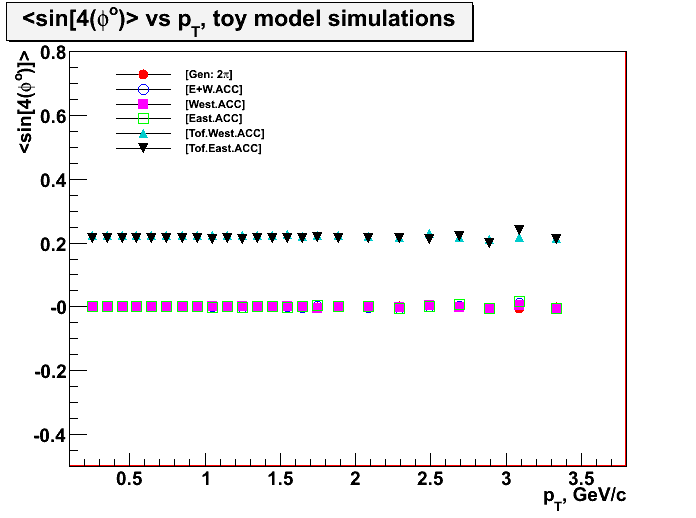 <sin[4(ϕ°)]> vs pT, toy model simulations
<sin[4(ϕ°)]>
0.8
0.6
0.4
0.2
-0
-0.2
-0.4
[Gen: 2π]
[E+W.ACC]
[West.ACC]
[East.ACC]
[Tof.West.ACC]
[Tof.East.ACC]
0.5 1 1.5 2 2.5 3 3.5
pT, GeV/c